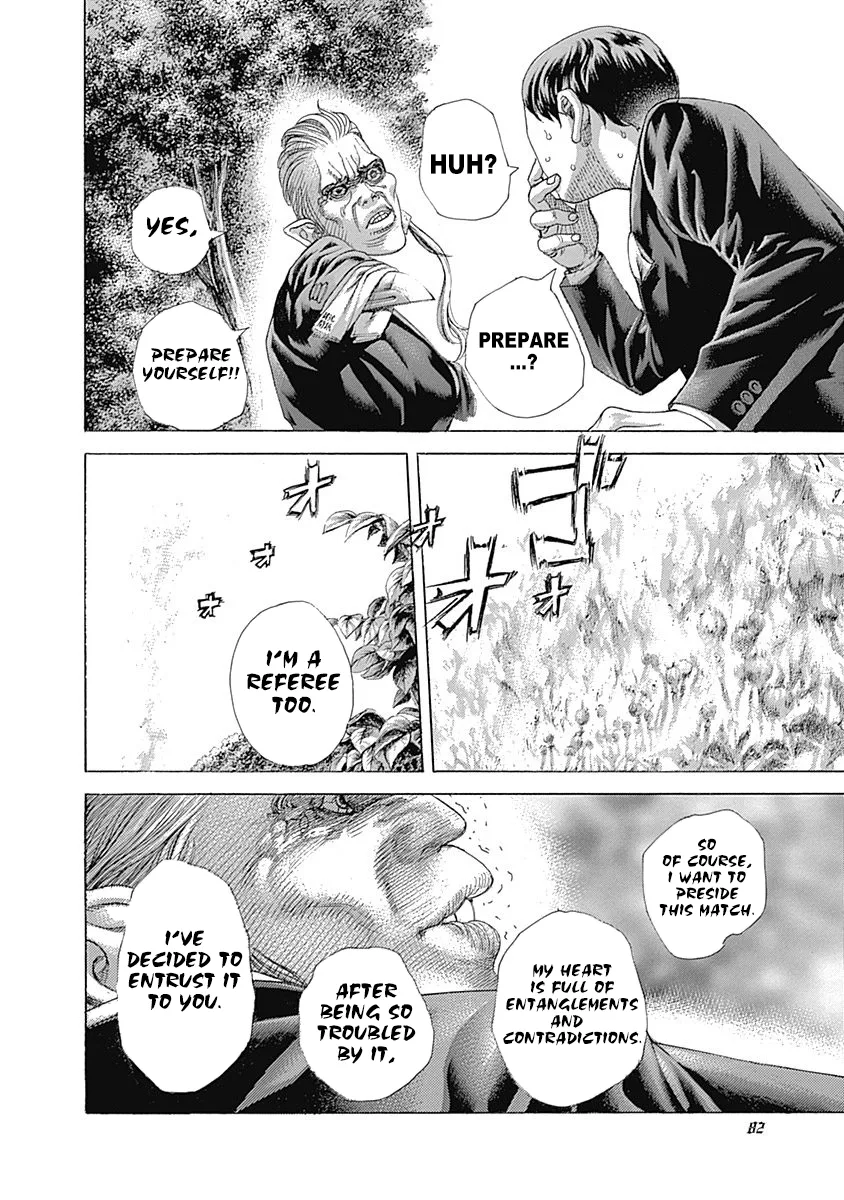 HUH?
PREPARE
...?
YES,
PREPARE
YOURSELF!!
ゴ
オ
オ
オ
オ
オ
オ
I'M A
REFEREE
TOO.
SO
OF COURSE,
I WANT TO
PRESIDE
THIS MATCH.
MY HEART
IS FULL OF
ENTANGLEMENTS
AND
CONTRADICTIONS.
AFTER
BEING SO
TROUBLED
BY IT,
I'VE
DECIDED TO
ENTRUST IT
TO YOU.
82